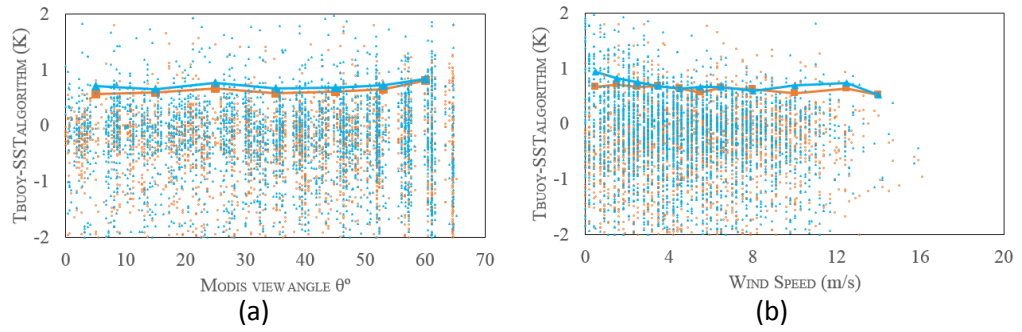 2
1
0
-1
-2
TBUOY-SSTALGORITHM (K)
0 10 20 30 40 50 60 70
MODIS VIEW ANGLE θº
(a)
2
1
0
-1
-2
TBUOY-SSTALGORITHM (K)
0 4 8 12 16 20
WIND SPEED (m/s)
(b)